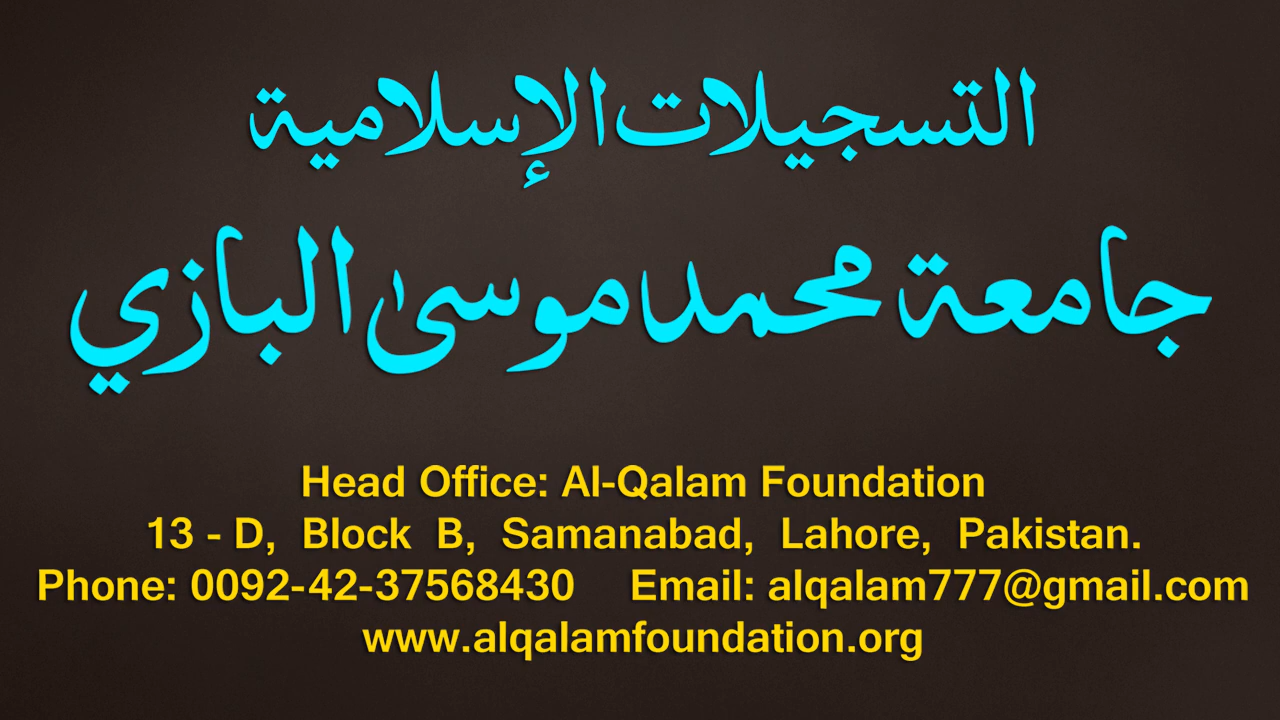 التسجيلات الإسلامية
جامعة محمد موسىٰ البازي
Head Office: Al-Qalam Foundation
13 - D, Block B, Samanabad, Lahore, Pakistan.
Phone: 0092-42-37568430 Email: alqalam777@gmail.com
www.alqalamfoundation.org